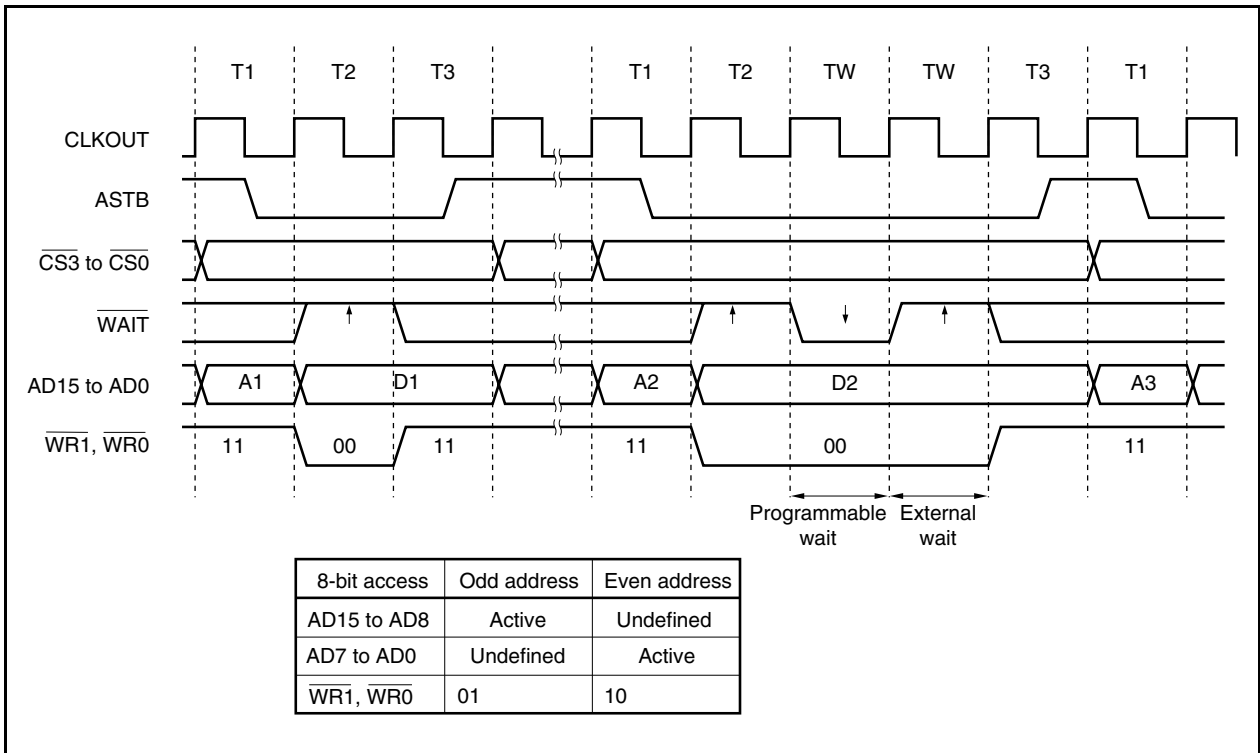 T1 T2 T3 T1 T2 TW TW T3 T1
CLKOUT
ASTB
CS3 to CS0
WAIT
AD15 to AD0 A1 D1 A2 D2 A3
WR1, WR0 11 00 11 11 00 11
Programmable wait
External wait
8-bit access Odd address Even address
AD15 to AD8 Active Undefined
AD7 to AD0 Undefined Active
WR1, WR0 01 10